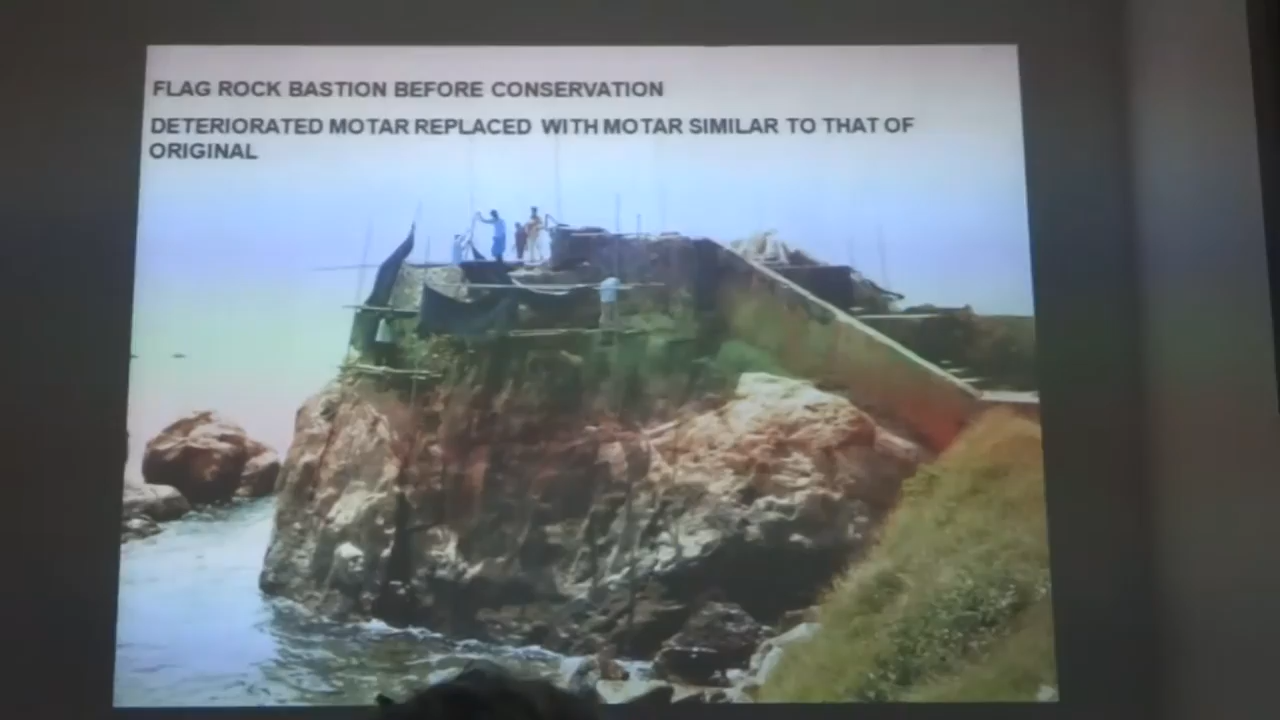 FLAG ROCK BASTION BEFORE CONSERVATION
DETERIORATED MOTAR REPLACED WITH MOTAR SIMILAR TO THAT OF
ORIGINAL